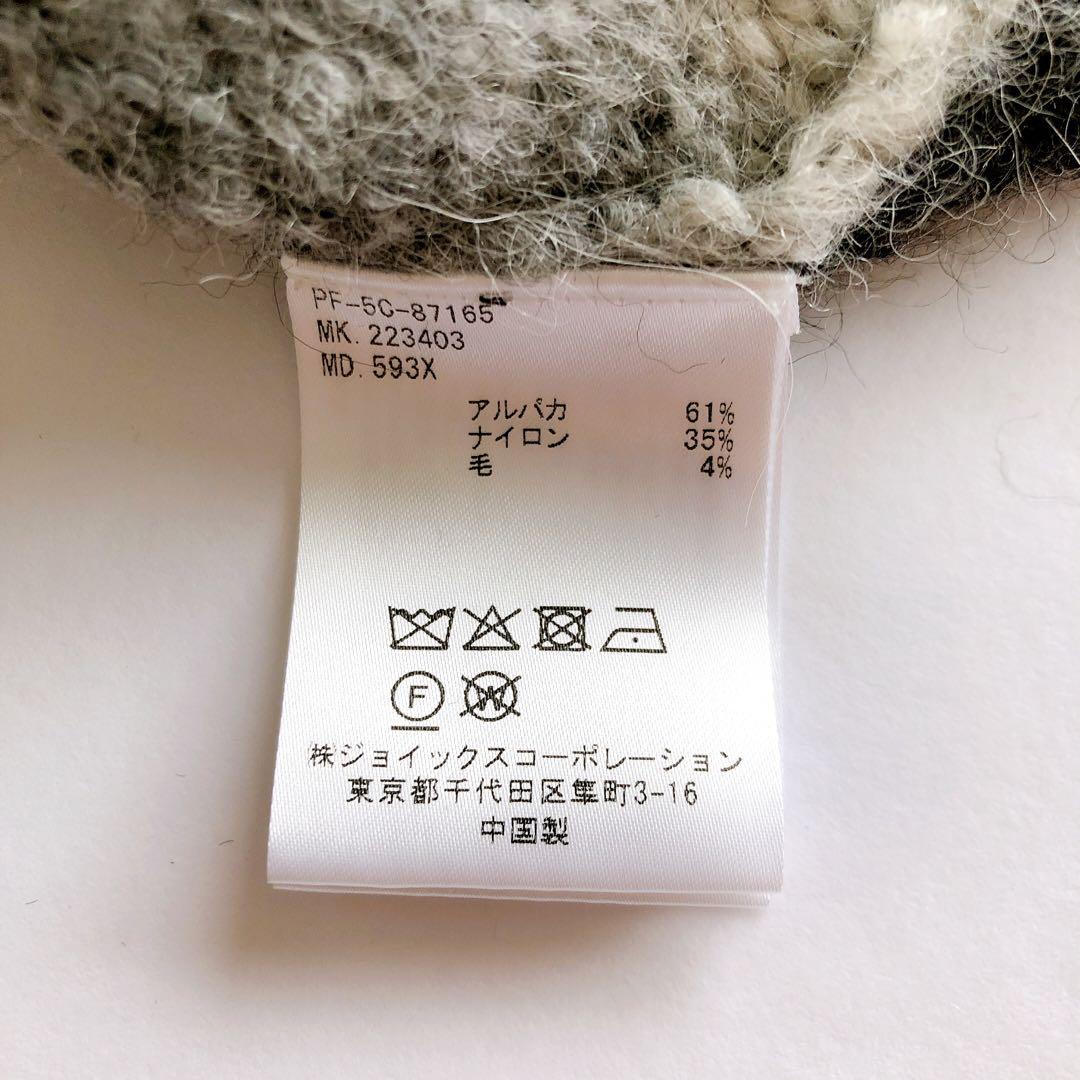 PF-5C-87165
MK. 223403
MD. 593X
アルパカ 61%
ナイロン 35%
毛 4%
F
W
㈱ジョイックスコーポレーション
東京都千代田区隼町3-16
中国製